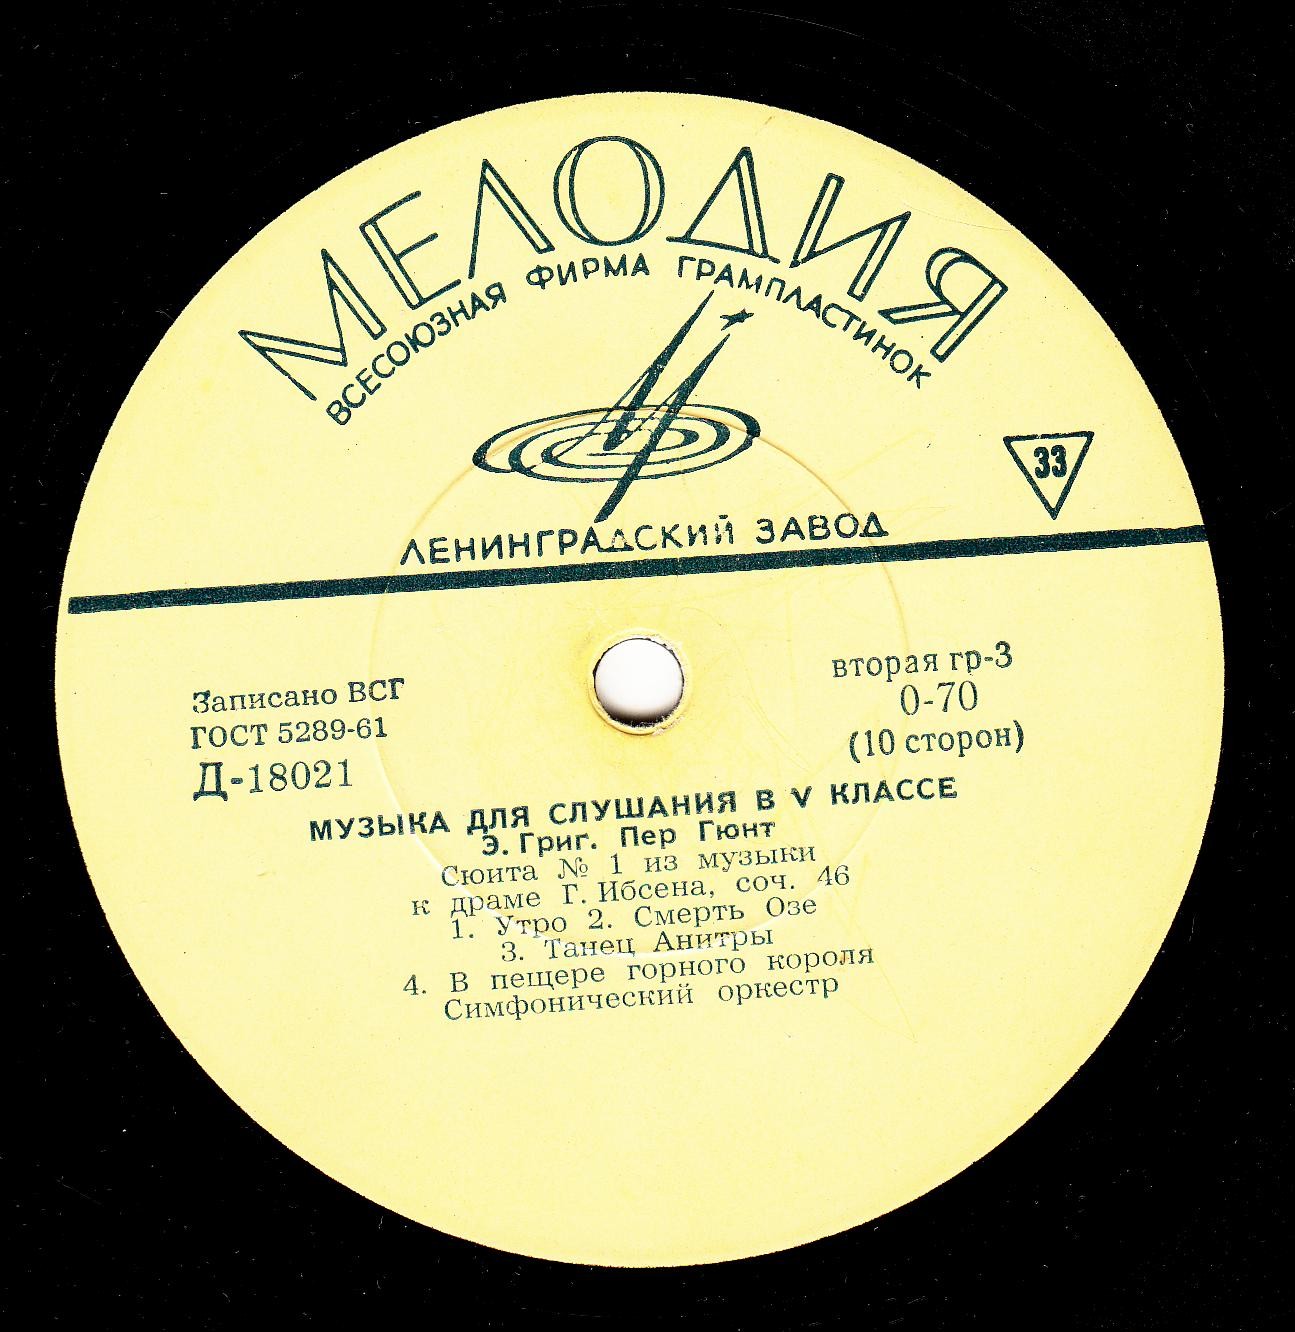 МЕЛОДИЯ
ВСЕСОЮЗНАЯ ФИРМА ГРАМПЛАСТИНОК
33
ЛЕНИНГРАДСКИЙ ЗАВОД
Записано ВСГ
ГОСТ 5289-61
Д-18021
вторая гр-3
0-70
(10 сторон)
МУЗЫКА ДЛЯ СЛУШАНИЯ В V КЛАССЕ
Э. Григ. Пер Гюнт
Сюита № 1 из музыки
к драме Г. Ибсена, соч. 46
1. Утро 2. Смерть Озе
3. Танец Анитры
4. В пещере горного короля
Симфонический оркестр